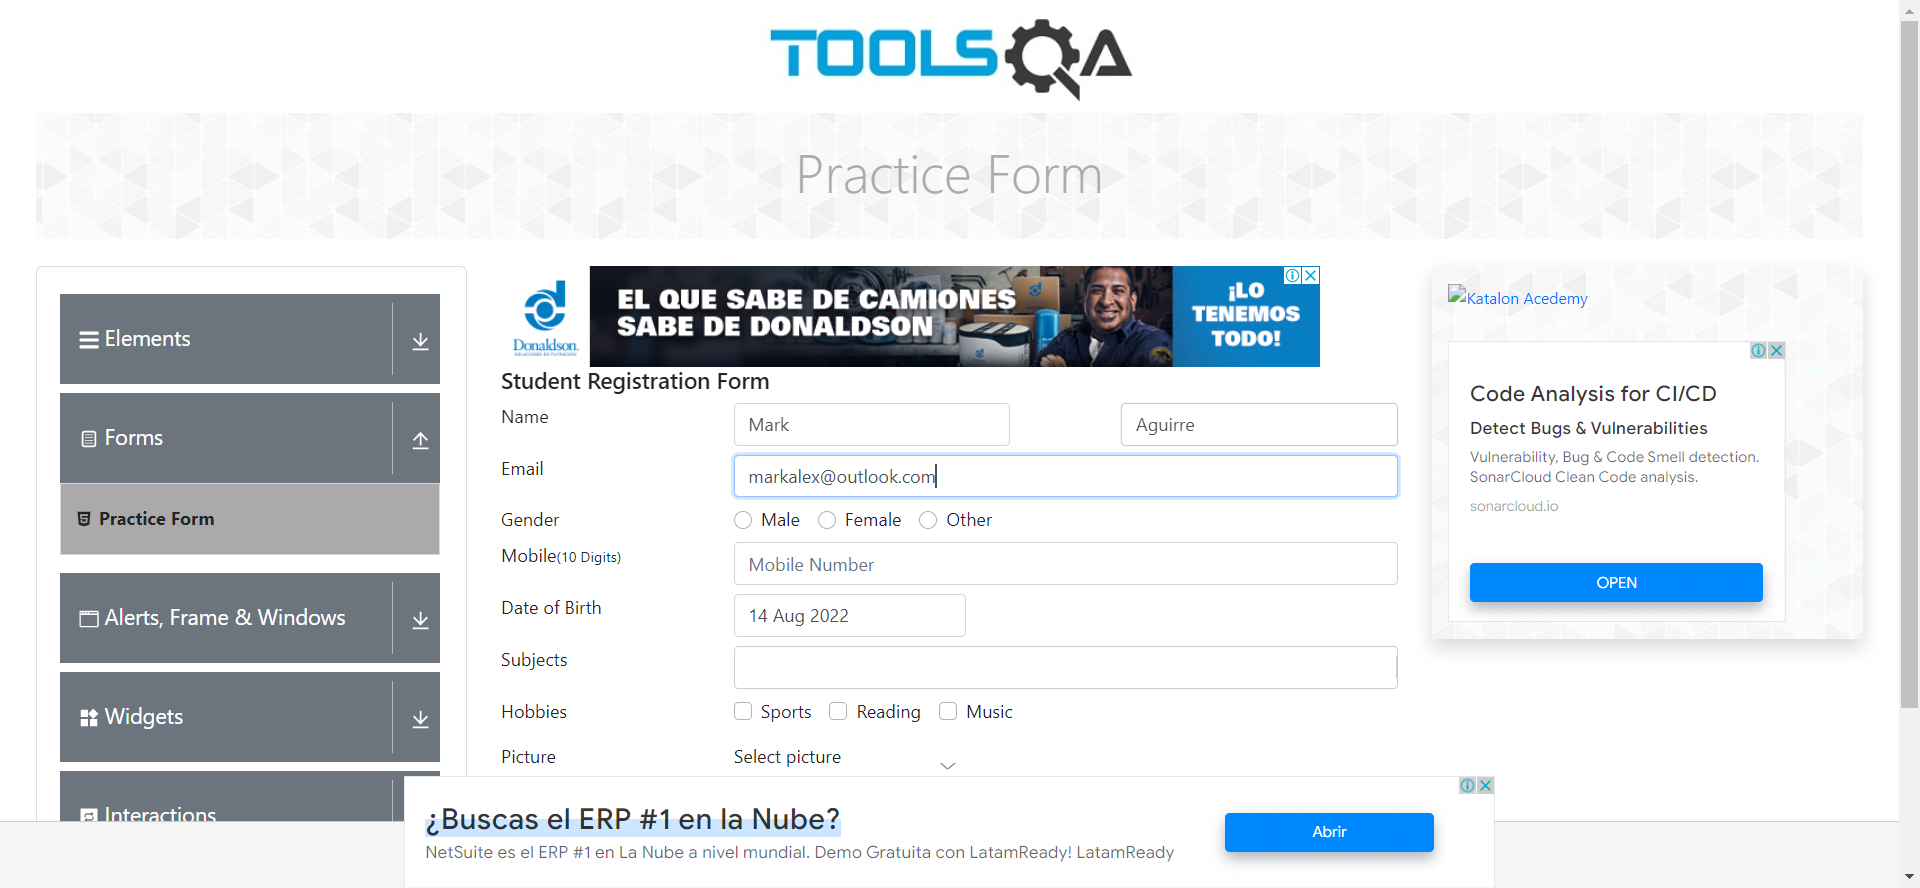 TOOLSQA
Practice Form
Elements
Forms
Practice Form
Alerts, Frame & Windows
Widgets
Interactions
Donaldson.
EL QUE SABE DE CAMIONES
SABE DE DONALDSON
¡LO
TENEMOS
TODO!
Student Registration Form
Name
Mark
Aguirre
Email
markalex@outlook.com
Gender
Male
Female
Other
Mobile(10 Digits)
Mobile Number
Date of Birth
14 Aug 2022
Subjects
Hobbies
Sports
Reading
Music
Picture
Select picture
Katalon Acedemy
Code Analysis for CI/CD
Detect Bugs & Vulnerabilities
Vulnerability, Bug & Code Smell detection.
SonarCloud Clean Code analysis.
sonarcloud.io
OPEN
¿Buscas el ERP #1 en la Nube?
NetSuite es el ERP #1 en La Nube a nivel mundial. Demo Gratuita con LatamReady! LatamReady
Abrir